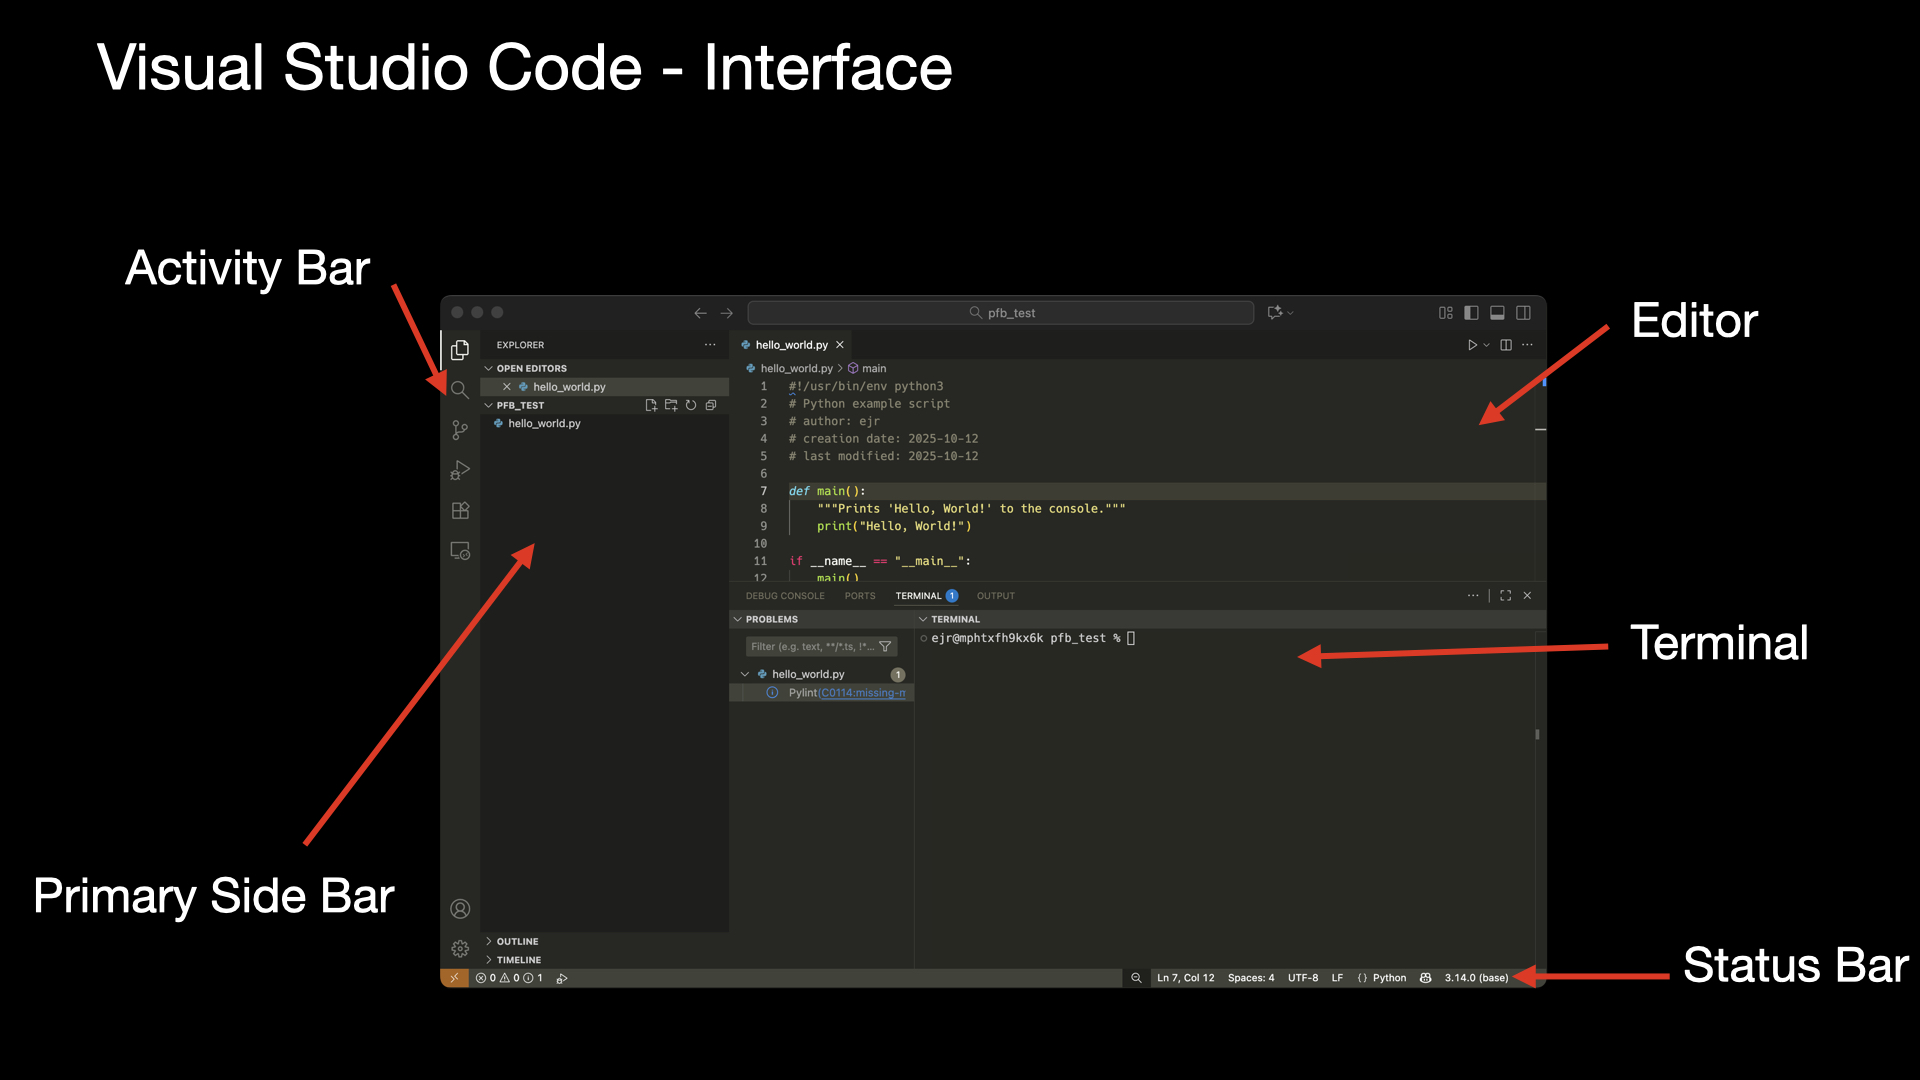 Visual Studio Code - Interface
Activity Bar
Editor
Terminal
Primary Side Bar
Status Bar
pfb_test
EXPLORER
OPEN EDITORS
hello_world.py
PFB_TEST
hello_world.py
OUTLINE
TIMELINE
hello_world.py
hello_world.py > main
1 #!/usr/bin/env python3
2 # Python example script
3 # author: ejr
4 # creation date: 2025-10-12
5 # last modified: 2025-10-12
6
7 def main():
8 """Prints 'Hello, World!' to the console."""
9 print("Hello, World!")
10
11 if __name__ == "__main__":
12 main()
DEBUG CONSOLE PORTS TERMINAL 1 OUTPUT
PROBLEMS
Filter (e.g. text, **/*.ts, !*...
hello_world.py 1
Pylint(C0114:missing-m
TERMINAL
ejr@mphtxfh9kx6k pfb_test %
0 0 1 Ln 7, Col 12 Spaces: 4 UTF-8 LF {} Python 3.14.0 (base)